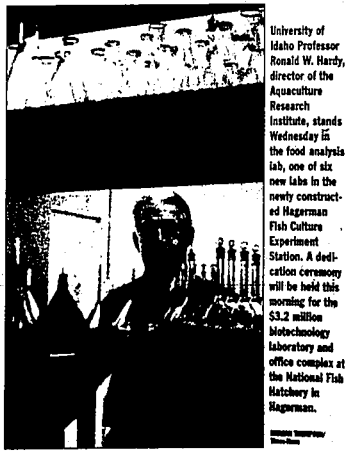 University of
Idaho Professor
Ronald W. Hardy,
director of the
Aquaculture
Research
Institute, stands
Wednesday in
the food analysis
lab, one of six
new labs in the
newly construct-
ed Hagerman
Fish Culture
Experiment
Station. A dedi-
cation ceremony
will be held this
morning for the
$3.2 million
biotechnology
laboratory and
office complex at
the National Fish
Hatchery in
Hagerman.